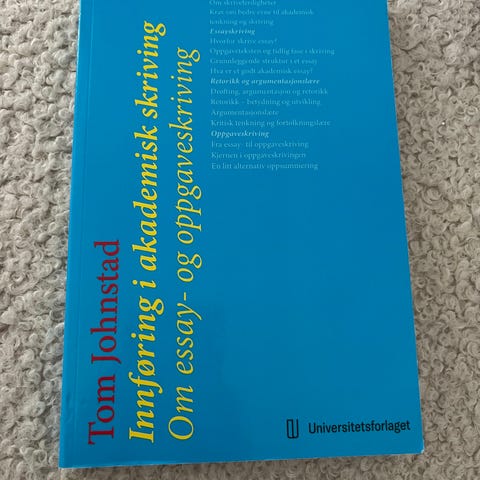 Om skriveferdigheter
Krav om bedre evne til akademisk
tenkning og skriving
Essayskriving
Hvorfor skrive essay?
Oppgaveteksten og tidlig fase i skriving
Grunnleggende struktur i et essay
Hva er et godt akademisk essay?
Retorikk og argumentasjonslære
Drøfting, argumentasjon og retorikk
Retorikk – betydning og utvikling
Argumentasjonslære
Kritisk tenkning og fortolkningslære
Oppgaveskriving
Fra essay- til oppgaveskriving
Kjernen i oppgaveskrivingen
En litt alternativ oppsummering
Tom Johnstad
Innføring i akademisk skriving
Om essay- og oppgaveskriving
Universitetsforlaget